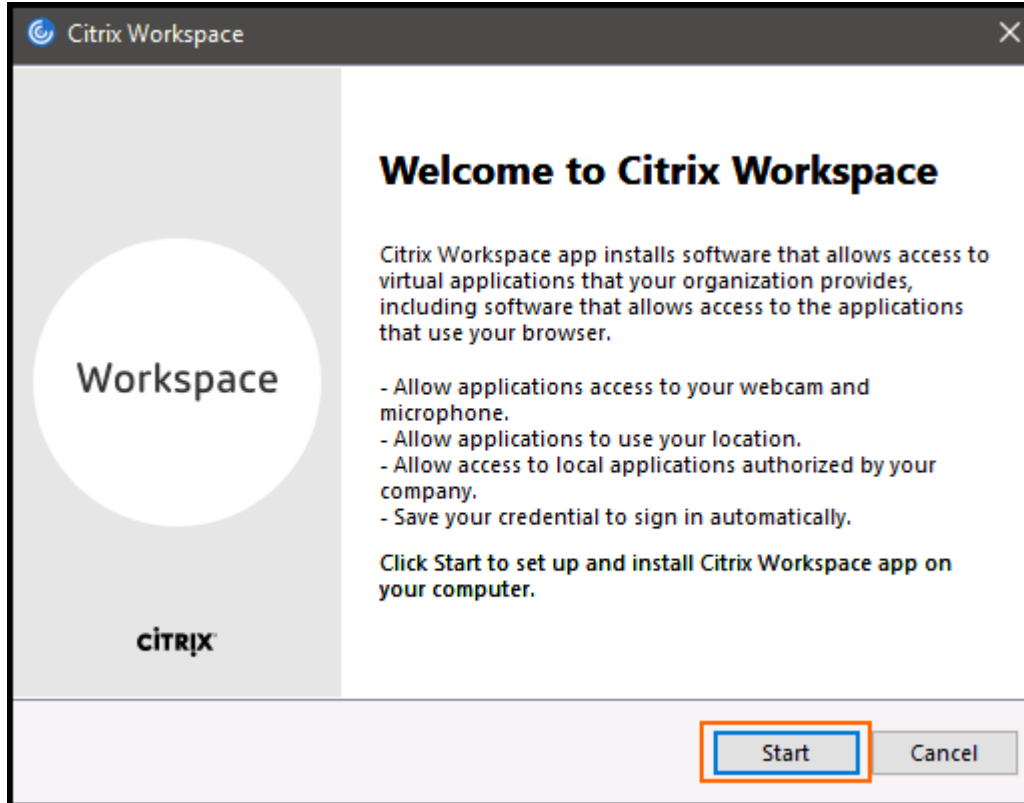 Citrix Workspace
Welcome to Citrix Workspace
Citrix Workspace app installs software that allows access to
virtual applications that your organization provides,
including software that allows access to the applications
that use your browser.
- Allow applications access to your webcam and
microphone.
- Allow applications to use your location.
- Allow access to local applications authorized by your
company.
- Save your credential to sign in automatically.
Click Start to set up and install Citrix Workspace app on
your computer.
Workspace
CİTRỊX
Start
Cancel